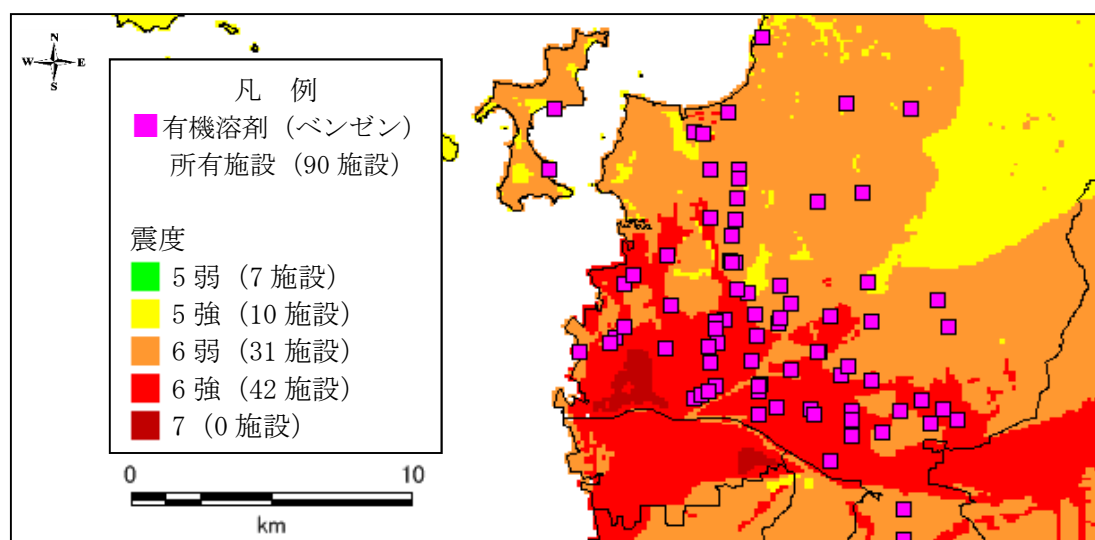 N
W E
S
凡 例
有機溶剤（ベンゼン）
所有施設（90 施設）
震度
5 弱（7 施設）
5 強（10 施設）
6 弱（31 施設）
6 強（42 施設）
7（0 施設）
0 10
km